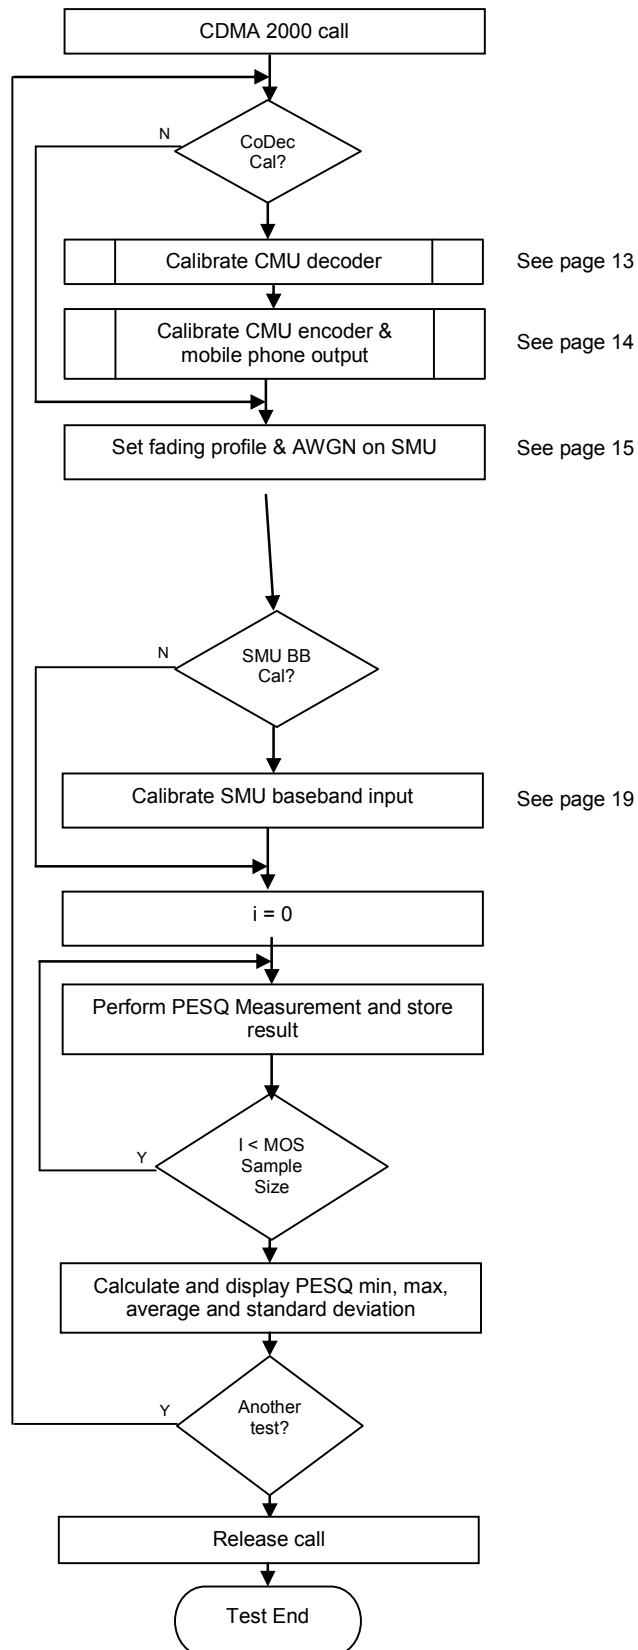 CDMA 2000 call
N
CoDec
Cal?
Calibrate CMU decoder
See page 13
Calibrate CMU encoder &
mobile phone output
See page 14
Set fading profile & AWGN on SMU
See page 15
N
SMU BB
Cal?
Calibrate SMU baseband input
See page 19
i = 0
Perform PESQ Measurement and store
result
I < MOS
Sample
Size
Y
Calculate and display PESQ min, max,
average and standard deviation
Y
Another
test?
Release call
Test End